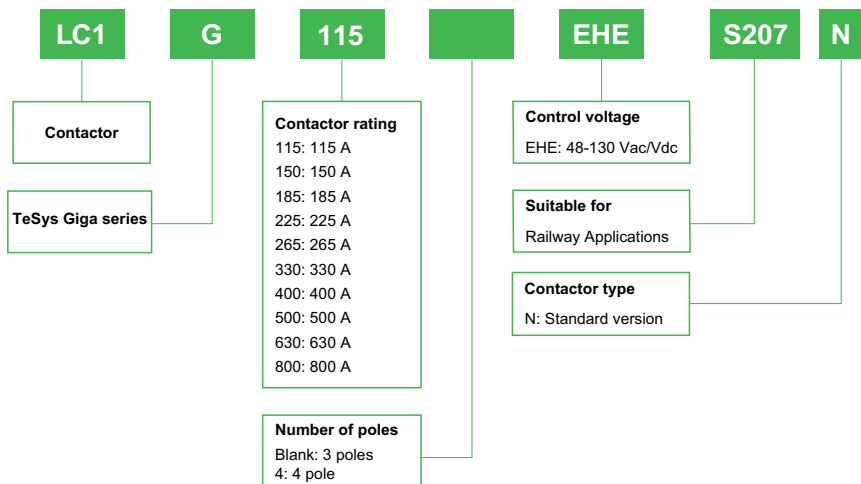 LC1 G 115 EHE S207 N
Contactor
TeSys Giga series
Contactor rating
115: 115 A
150: 150 A
185: 185 A
225: 225 A
265: 265 A
330: 330 A
400: 400 A
500: 500 A
630: 630 A
800: 800 A
Number of poles
Blank: 3 poles
4: 4 pole
Control voltage
EHE: 48-130 Vac/Vdc
Suitable for
Railway Applications
Contactor type
N: Standard version